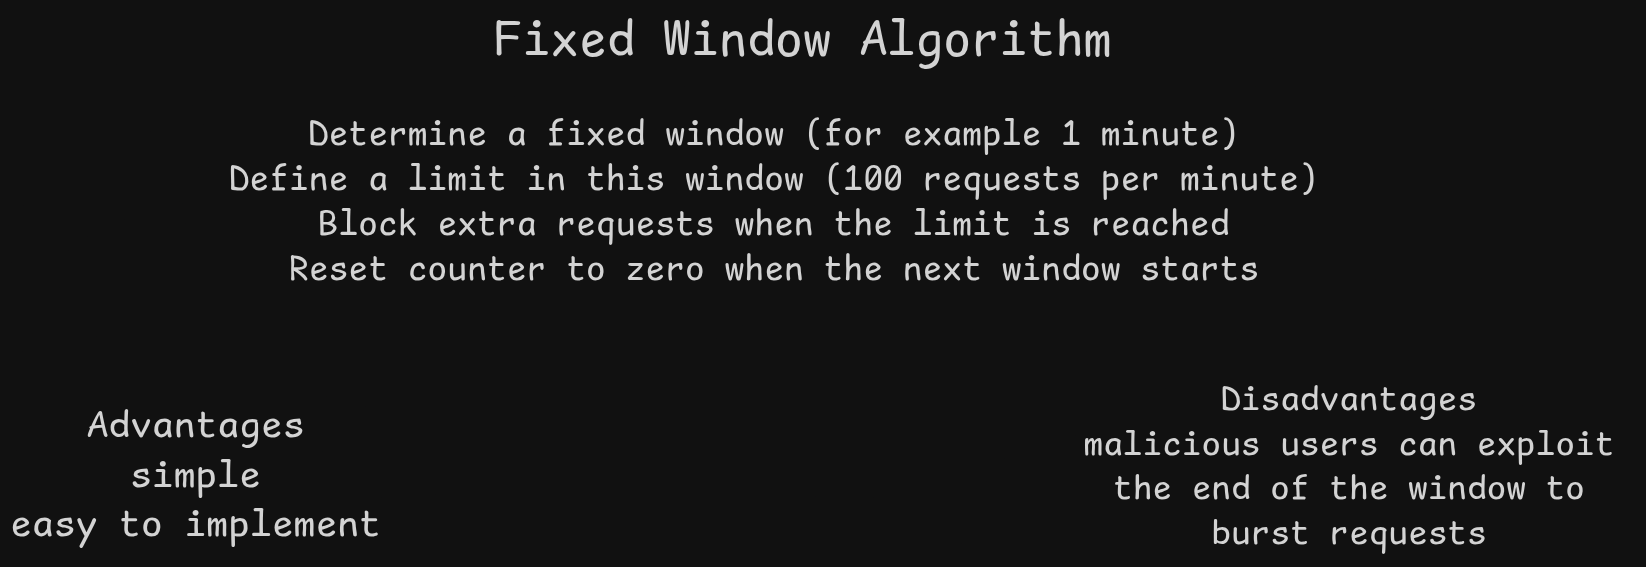 Fixed Window Algorithm
Determine a fixed window (for example 1 minute)
Define a limit in this window (100 requests per minute)
Block extra requests when the limit is reached
Reset counter to zero when the next window starts
Advantages
simple
easy to implement
Disadvantages
malicious users can exploit
the end of the window to
burst requests